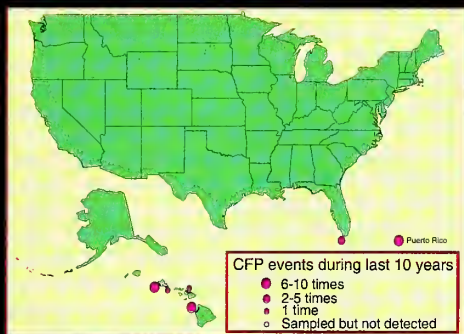 Puerto Rico
CFP events during last 10 years
6-10 times
2-5 times
1 time
Sampled but not detected